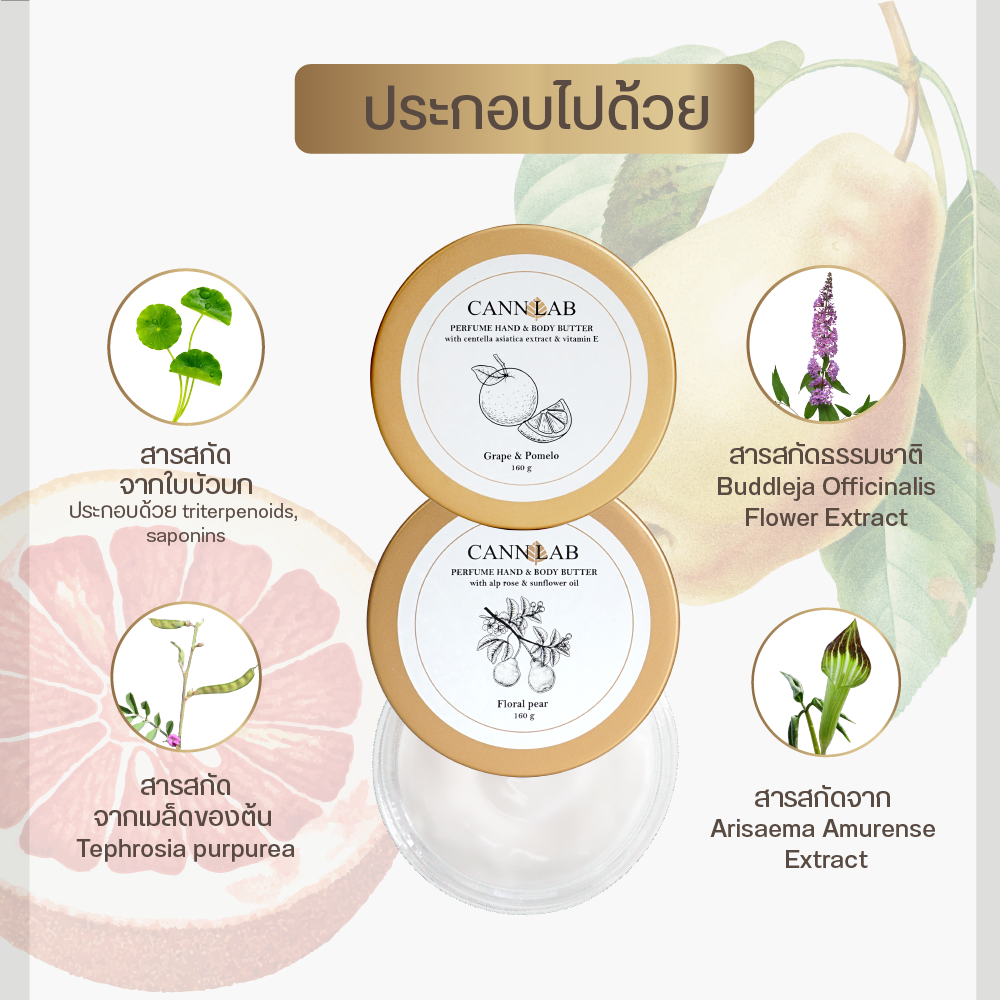 ประกอบไปด้วย
CANN LAB
PERFUME HAND & BODY BUTTER
with centella asiatica extract & vitamin E
Grape & Pomelo
160 g
CANN LAB
PERFUME HAND & BODY BUTTER
with alp rose & sunflower oil
Floral pear
160 g
สารสกัด
จากใบบัวบก
ประกอบด้วย triterpenoids,
saponins
สารสกัดธรรมชาติ
Buddleja Officinalis
Flower Extract
สารสกัด
จากเมล็ดของต้น
Tephrosia purpurea
สารสกัดจาก
Arisaema Amurense
Extract